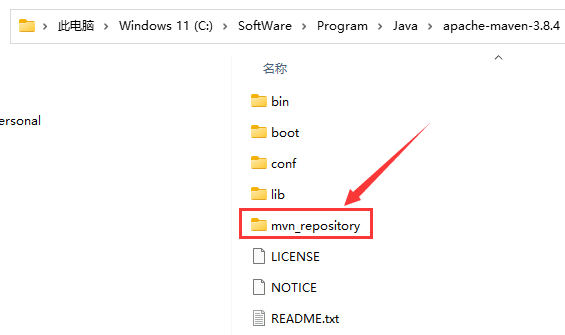 此电脑 > Windows 11 (C:) > SoftWare > Program > Java > apache-maven-3.8.4
名称
bin
ersonal
boot
conf
lib
mvn_repository
LICENSE
NOTICE
README.txt